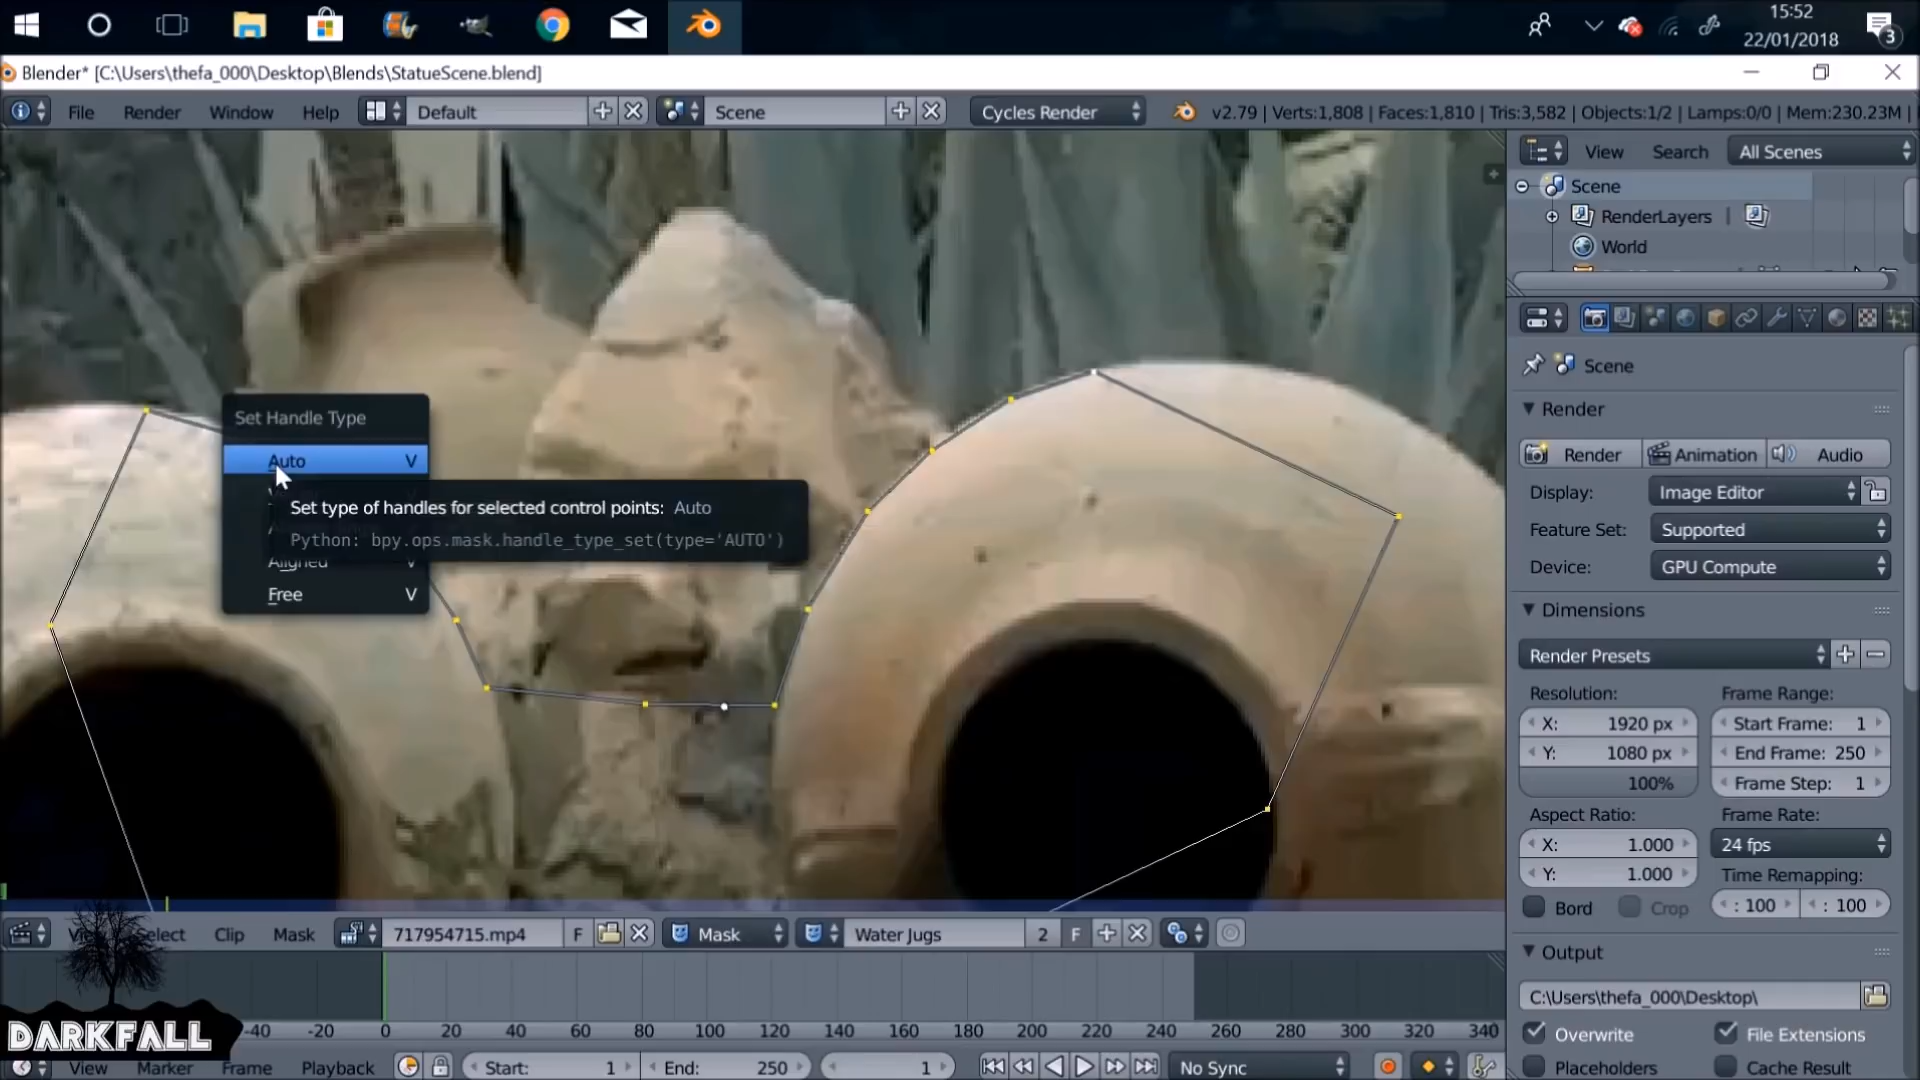 15:52
22/01/2018
3
Blender* [C:\Users\thefa_000\Desktop\Blends\StatueScene.blend]
File Render Window Help Default Scene Cycles Render v2.79 | Verts:1,808 | Faces:1,810 | Tris:3,582 | Objects:1/2 | Lamps:0/0 | Mem:230.23M |
View Search All Scenes
Scene
RenderLayers
World
Scene
Render
Render Animation Audio
Display: Image Editor
Feature Set: Supported
Device: GPU Compute
Dimensions
Render Presets
Resolution: Frame Range:
X: 1920 px Start Frame: 1
Y: 1080 px End Frame: 250
100% Frame Step: 1
Aspect Ratio: Frame Rate:
X: 1.000 24 fps
Y: 1.000 Time Remapping:
Bord Crop : 100 : 100
Output
C:\Users\thefa_000\Desktop\
Overwrite File Extensions
Placeholders Cache Result
Set Handle Type
Auto V
Set type of handles for selected control points: Auto
Python: bpy.ops.mask.handle_type_set(type='AUTO')
Aligned V
Free V
Select Clip Mask 717954715.mp4 F Mask Water Jugs 2 F
-40 -20 0 20 40 60 80 100 120 140 160 180 200 220 240 260 280 300 320 340
DARKFALL
View Marker Frame Playback Start: 1 End: 250 1 No Sync